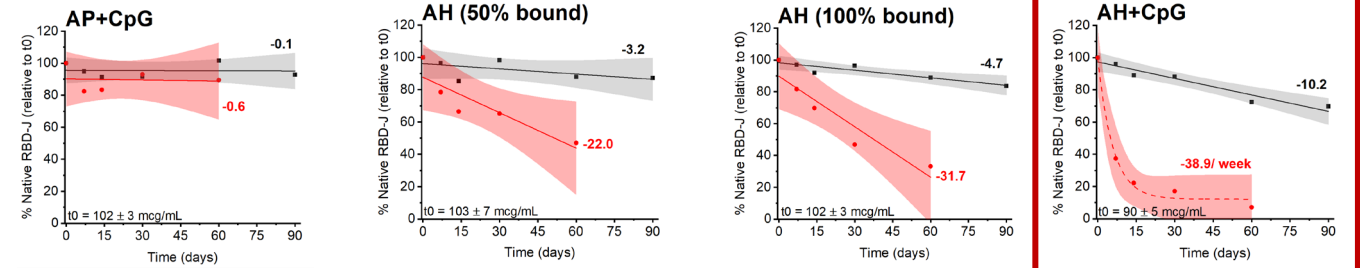 AP+CpG
120
100
80
60
40
20
0
0 15 30 45 60 75 90
% Native RBD-J (relative to t0)
Time (days)
-0.1
-0.6
t0 = 102 ± 3 mcg/mL
AH (50% bound)
120
100
80
60
40
20
0
0 15 30 45 60 75 90
% Native RBD-J (relative to t0)
Time (days)
-3.2
-22.0
t0 = 103 ± 7 mcg/mL
AH (100% bound)
120
100
80
60
40
20
0
0 15 30 45 60 75 90
% Native RBD-J (relative to t0)
Time (days)
-4.7
-31.7
t0 = 102 ± 3 mcg/mL
AH+CpG
120
100
80
60
40
20
0
0 15 30 45 60 75 90
% Native RBD-J (relative to t0)
Time (days)
-10.2
-38.9/ week
t0 = 90 ± 5 mcg/mL